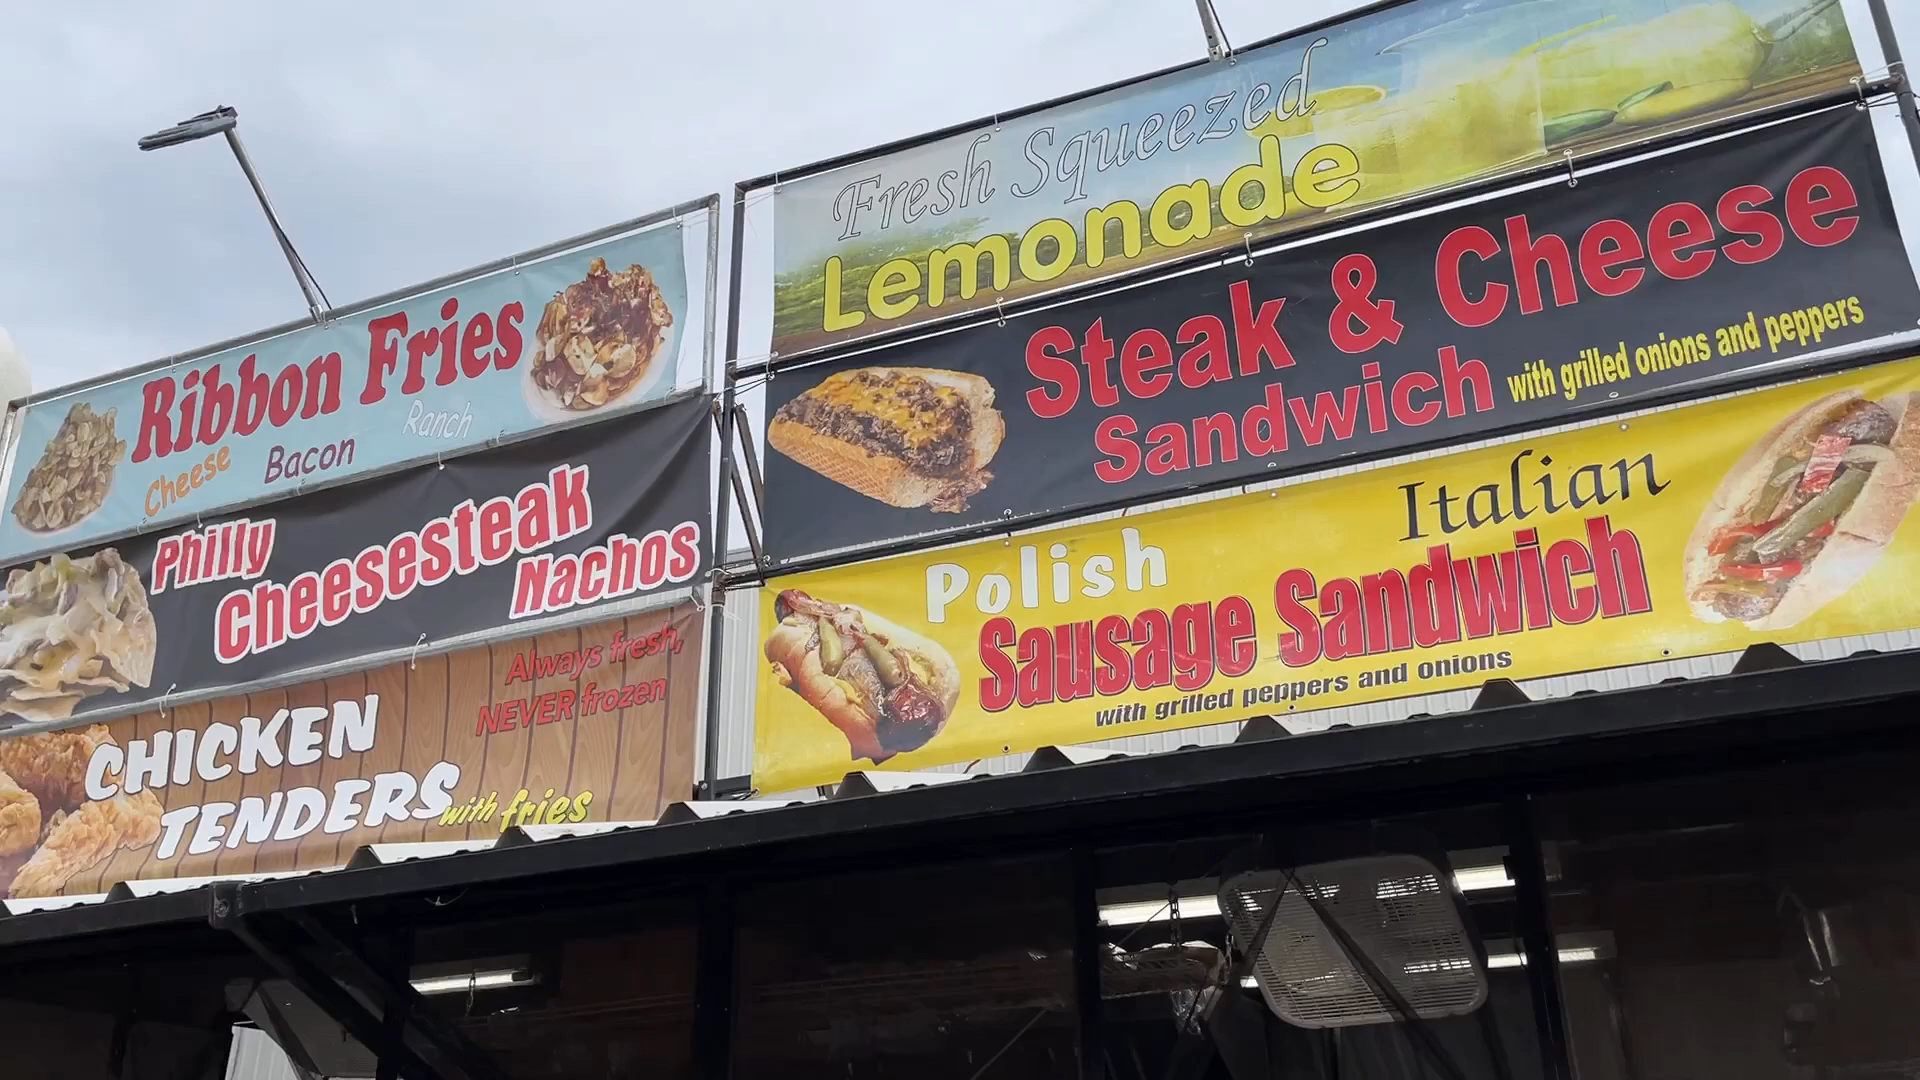 Ribbon Fries
Cheese Bacon Ranch
Philly
Cheesesteak
Nachos
Always fresh,
NEVER frozen
CHICKEN
TENDERS with fries
Fresh Squeezed
Lemonade
Steak & Cheese
Sandwich with grilled onions and peppers
Polish Italian
Sausage Sandwich
with grilled peppers and onions